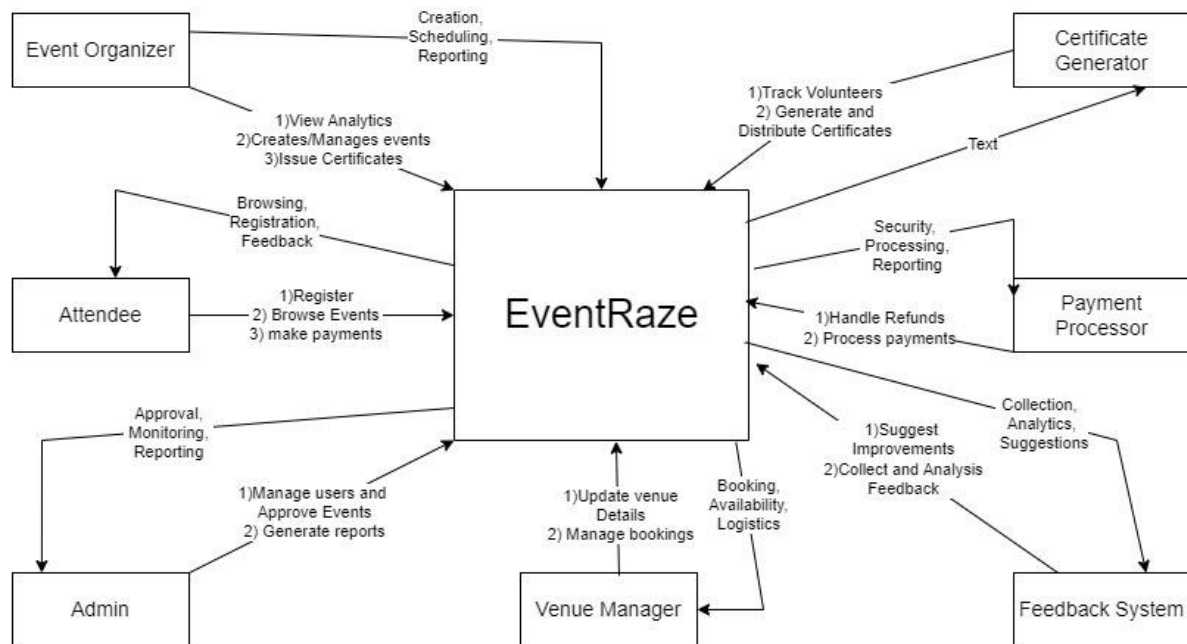 Event Organizer
Creation,
Scheduling,
Reporting
Certificate
Generator
1)View Analytics
2)Creates/Manages events
3)Issue Certificates
1)Track Volunteers
2) Generate and
Distribute Certificates
Text
Browsing,
Registration,
Feedback
Security,
Processing,
Reporting
EventRaze
Attendee
1)Register
2) Browse Events
3) make payments
Payment
Processor
1)Handle Refunds
2) Process payments
Approval,
Monitoring,
Reporting
Collection,
Analytics,
Suggestions
1)Suggest
Improvements
2)Collect and Analysis
Feedback
1)Manage users and
Approve Events
2) Generate reports
1)Update venue
Details
2) Manage bookings
Booking,
Availability,
Logistics
Admin
Venue Manager
Feedback System